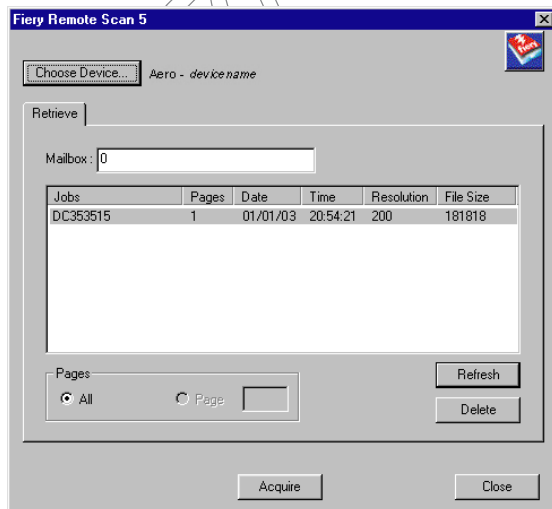 Fiery Remote Scan 5
fiery
Choose Device... Aero - devicename
Retrieve
Mailbox : 0
Jobs Pages Date Time Resolution File Size
DC353515 1 01/01/03 20:54:21 200 181818
Pages
All Page
Refresh
Delete
Acquire Close